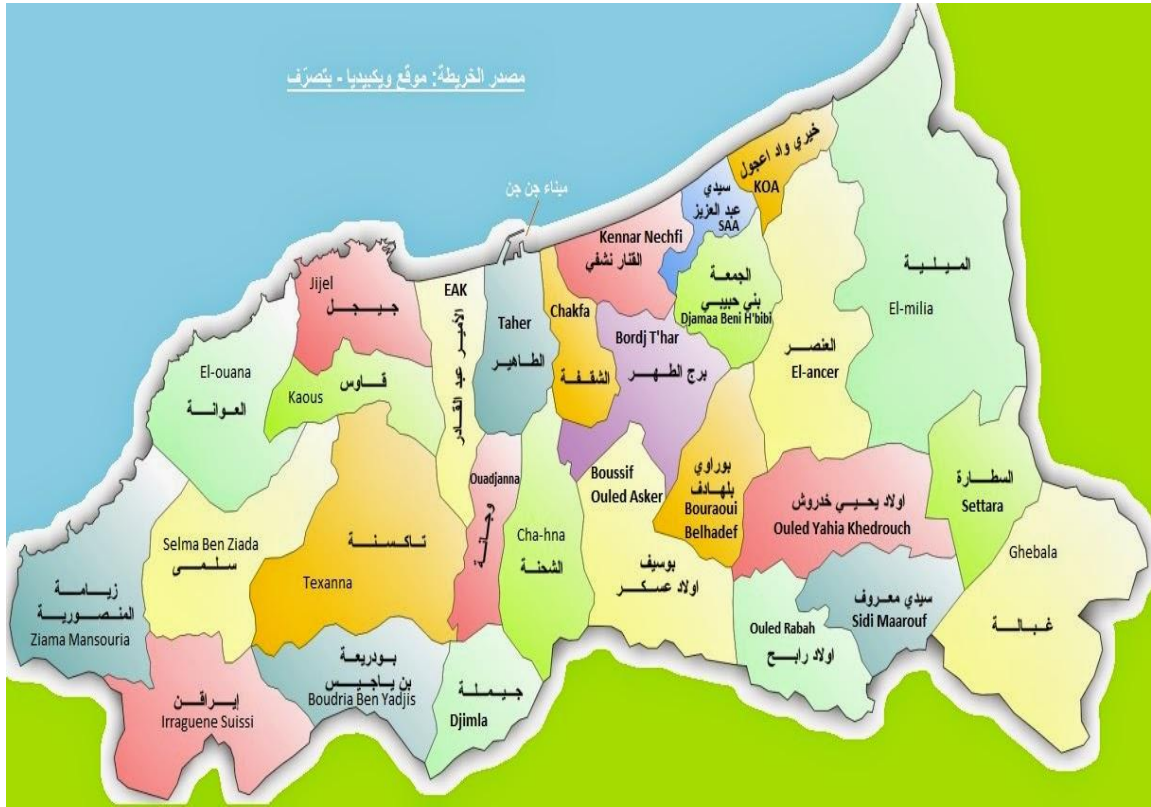 مصدر الخريطة: موقع ويكبيديا - بتصرّف
ميناء جن جن
خيري واد اعجول
KOA
سيدي
عبد العزيز
SAA
Kennar Nechfi
القنار نشفي
الجمعة
بني حبيبي
Djamaa Beni H'bibi
الميلية
El-milia
Jijel
جيجل
EAK
الأمير عبد القادر
Taher
الطاهير
Chakfa
الشقفة
Bordj T'har
برج الطهر
العنصر
El-ancer
El-ouana
العوانة
قاوس
Kaous
Ouadjanna
وجانة
Boussif
Ouled Asker
بوسيف
اولاد عسكر
بوراوي
بلهادف
Bouraoui
Belhadef
اولاد يحيي خدروش
Ouled Yahia Khedrouch
السطارة
Settara
Selma Ben Ziada
سلمى
تاكسنة
Texanna
Cha-hna
الشحنة
Ghebala
غبالة
زيامة
المنصورية
Ziama Mansouria
سيدي معروف
Sidi Maarouf
Ouled Rabah
اولاد رابح
إيراقن
Irraguene Suissi
بودريعة
بن ياجيس
Boudria Ben Yadjis
جيملة
Djimla